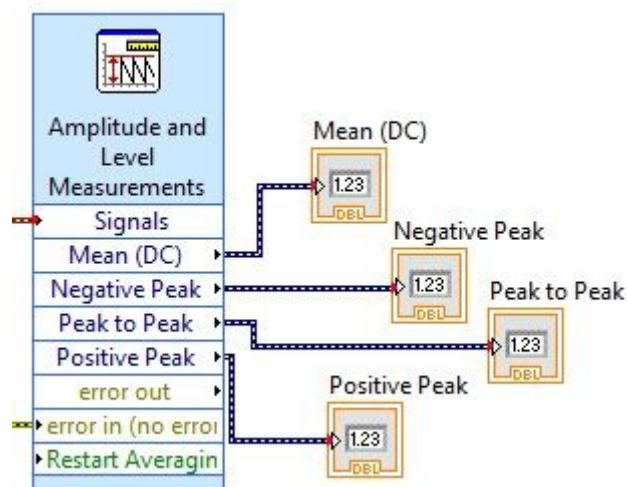 Amplitude and
Level
Measurements
Signals
Mean (DC)
Negative Peak
Peak to Peak
Positive Peak
error out
error in (no erro
Restart Averagin
Mean (DC)
1.23
DBL
Negative Peak
1.23
DBL
Peak to Peak
1.23
DBL
Positive Peak
1.23
DBL